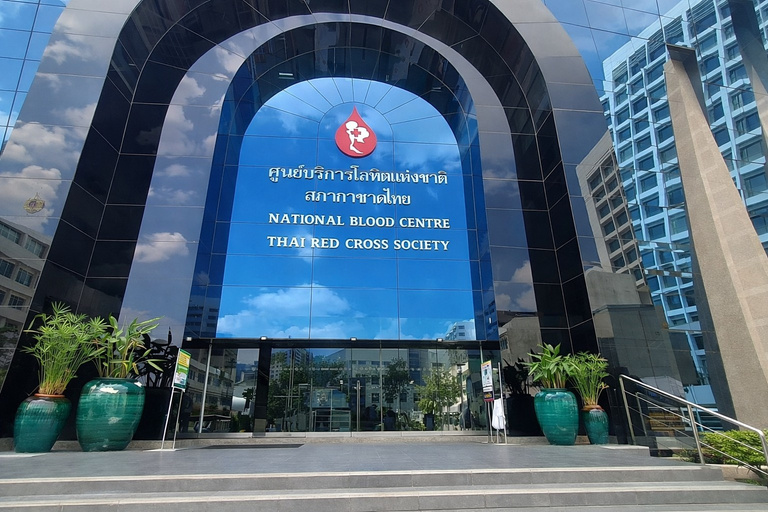 ศูนย์บริการโลหิตแห่งชาติ
สภากาชาดไทย
NATIONAL BLOOD CENTRE
THAI RED CROSS SOCIETY